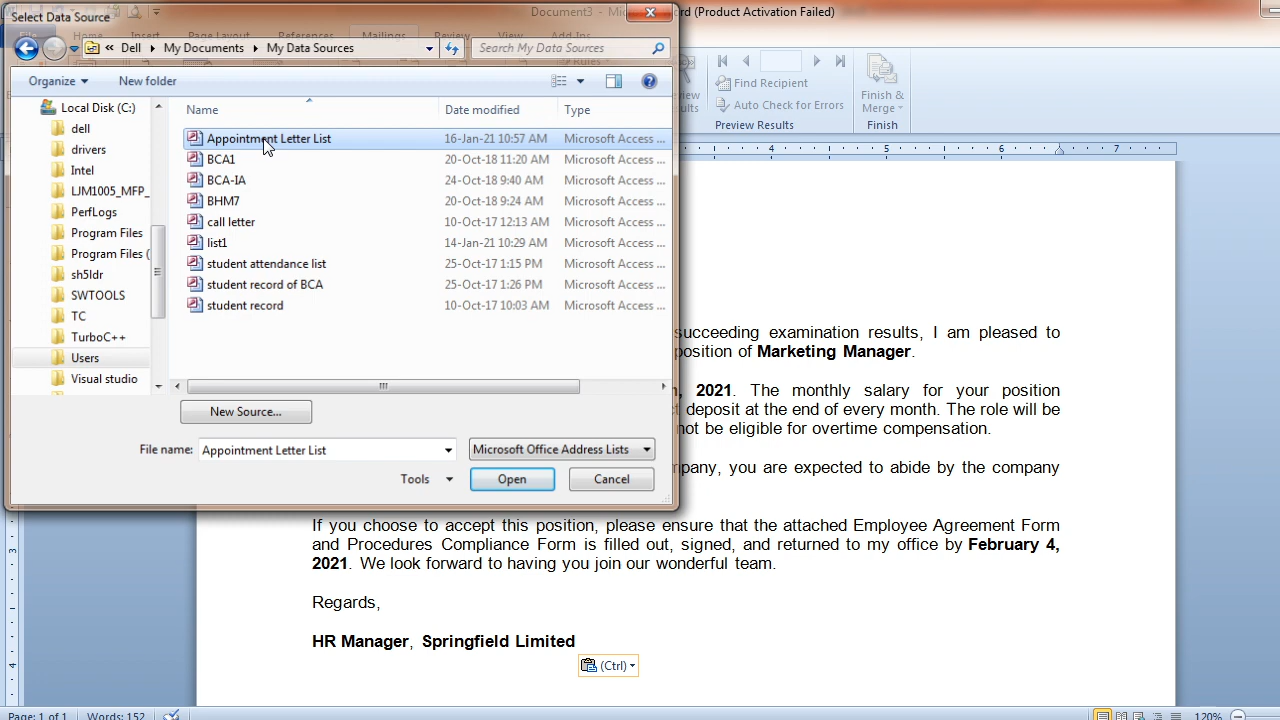 Select Data Source
Document3 - Mi rd (Product Activation Failed)
Dell My Documents My Data Sources
Search My Data Sources
Organize New folder
Name Date modified Type
Local Disk (C:)
dell
drivers
Intel
LJM1005_MFP_
PerfLogs
Program Files
Program Files (
sh5ldr
SWTOOLS
TC
TurboC++
Users
Visual studio
Appointment Letter List 16-Jan-21 10:57 AM Microsoft Access ...
BCA1 20-Oct-18 11:20 AM Microsoft Access ...
BCA-IA 24-Oct-18 9:40 AM Microsoft Access ...
BHM7 20-Oct-18 9:24 AM Microsoft Access ...
call letter 10-Oct-17 12:13 AM Microsoft Access ...
list1 14-Jan-21 10:29 AM Microsoft Access ...
student attendance list 25-Oct-17 1:15 PM Microsoft Access ...
student record of BCA 25-Oct-17 1:26 PM Microsoft Access ...
student record 10-Oct-17 10:03 AM Microsoft Access ...
New Source...
File name: Appointment Letter List Microsoft Office Address Lists
Tools Open Cancel
Find Recipient
Auto Check for Errors
Preview Results
Finish &
Merge
Finish
4 5 6 7
succeeding examination results, I am pleased to
position of Marketing Manager.
, 2021. The monthly salary for your position
deposit at the end of every month. The role will be
not be eligible for overtime compensation.
pany, you are expected to abide by the company
If you choose to accept this position, please ensure that the attached Employee Agreement Form
and Procedures Compliance Form is filled out, signed, and returned to my office by February 4,
2021. We look forward to having you join our wonderful team.
Regards,
HR Manager, Springfield Limited
(Ctrl)
3
4
Page: 1 of 1 Words: 152 120%